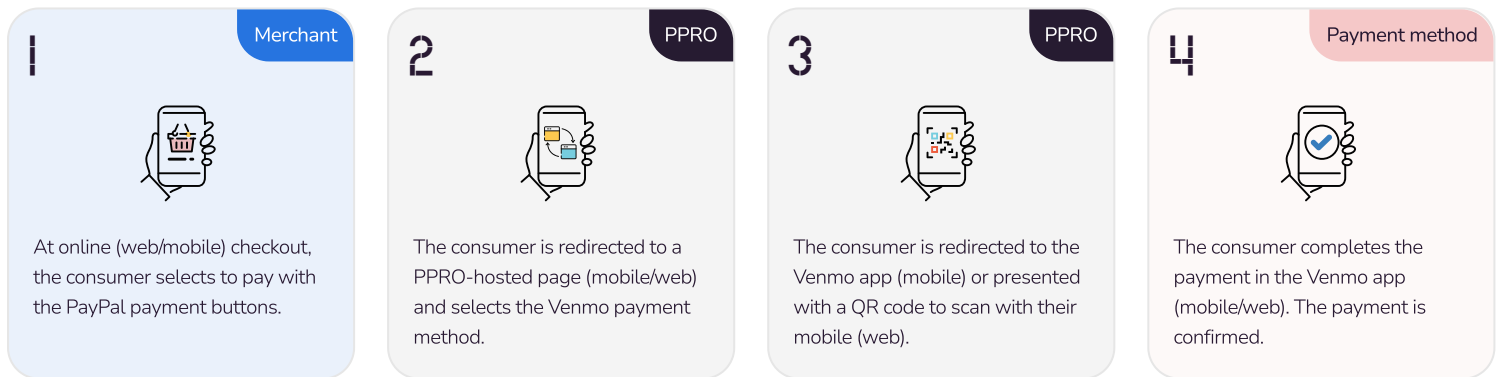 1
Merchant
At online (web/mobile) checkout,
the consumer selects to pay with
the PayPal payment buttons.
2
PPRO
The consumer is redirected to a
PPRO-hosted page (mobile/web)
and selects the Venmo payment
method.
3
PPRO
The consumer is redirected to the
Venmo app (mobile) or presented
with a QR code to scan with their
mobile (web).
4
Payment method
The consumer completes the
payment in the Venmo app
(mobile/web). The payment is
confirmed.